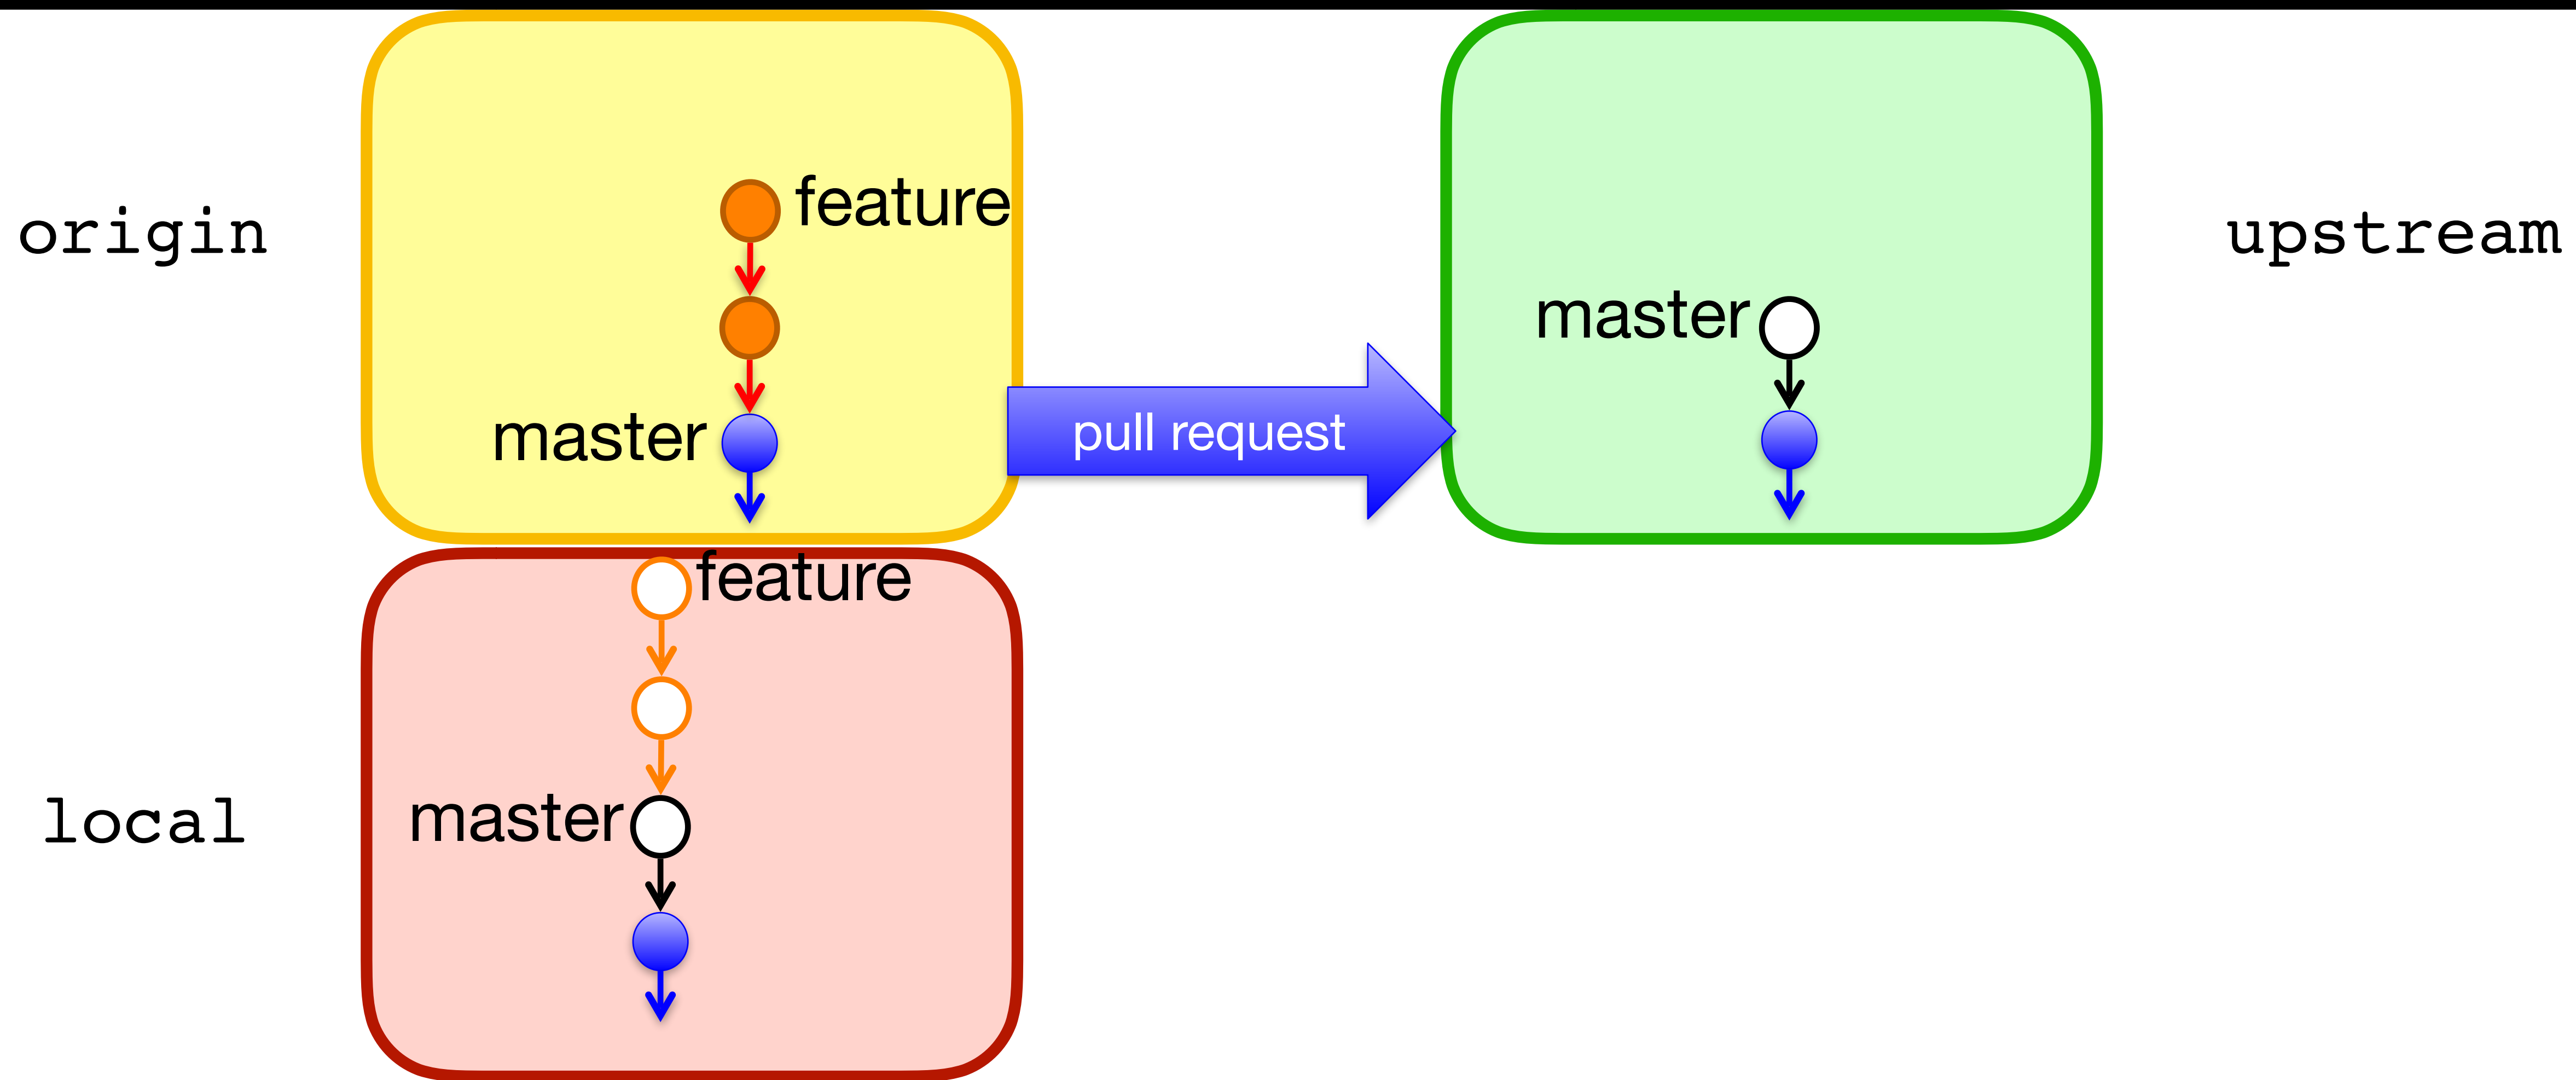 origin
feature
master
pull request
master
upstream
feature
local
master